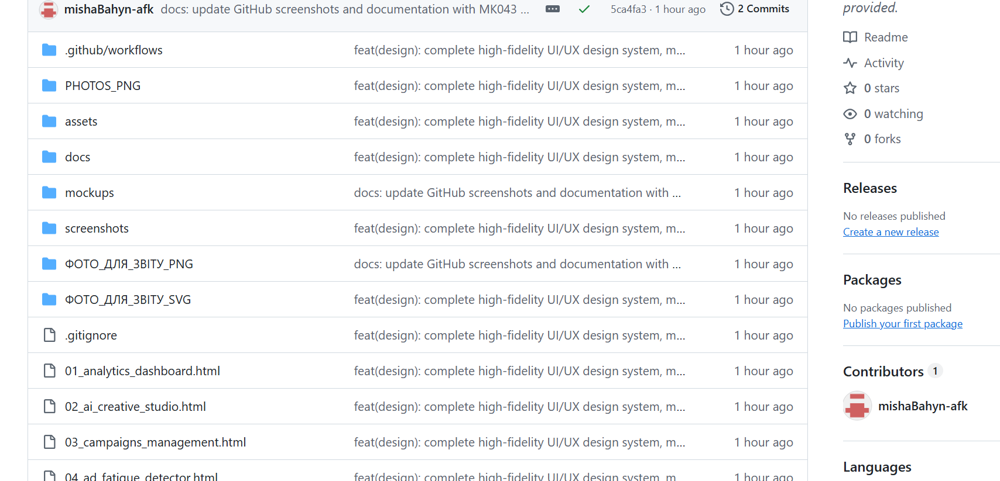 mishaBahyn-afk docs: update GitHub screenshots and documentation with MK043 ... 5ca4fa3 · 1 hour ago 2 Commits
.github/workflows feat(design): complete high-fidelity UI/UX design system, m... 1 hour ago
PHOTOS_PNG feat(design): complete high-fidelity UI/UX design system, m... 1 hour ago
assets feat(design): complete high-fidelity UI/UX design system, m... 1 hour ago
docs feat(design): complete high-fidelity UI/UX design system, m... 1 hour ago
mockups docs: update GitHub screenshots and documentation with ... 1 hour ago
screenshots feat(design): complete high-fidelity UI/UX design system, m... 1 hour ago
ФОТО_ДЛЯ_ЗВІТУ_PNG docs: update GitHub screenshots and documentation with ... 1 hour ago
ФОТО_ДЛЯ_ЗВІТУ_SVG feat(design): complete high-fidelity UI/UX design system, m... 1 hour ago
.gitignore feat(design): complete high-fidelity UI/UX design system, m... 1 hour ago
01_analytics_dashboard.html feat(design): complete high-fidelity UI/UX design system, m... 1 hour ago
02_ai_creative_studio.html feat(design): complete high-fidelity UI/UX design system, m... 1 hour ago
03_campaigns_management.html feat(design): complete high-fidelity UI/UX design system, m... 1 hour ago
04_ad_fatigue_detector.html feat(design): complete high-fidelity UI/UX design system, m... 1 hour ago
provided.
Readme
Activity
0 stars
0 watching
0 forks
Releases
No releases published
Create a new release
Packages
No packages published
Publish your first package
Contributors 1
mishaBahyn-afk
Languages